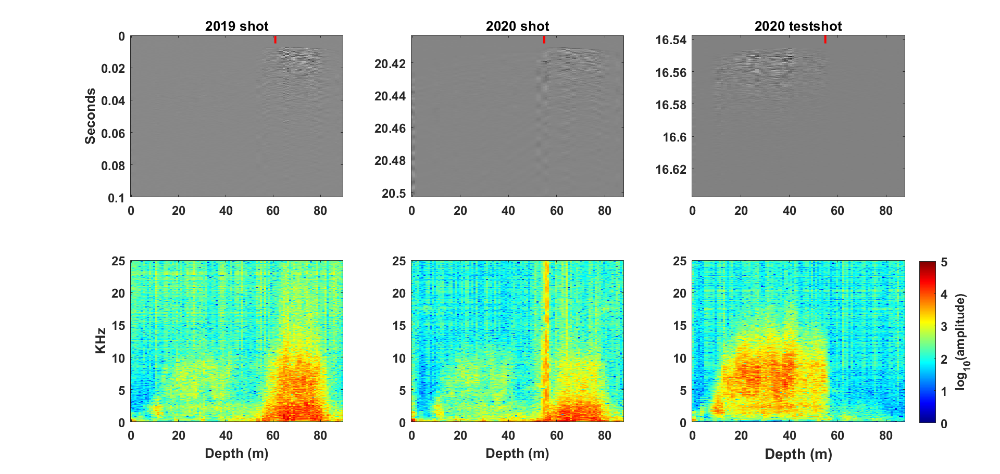 2019 shot
2020 shot
2020 testshot
0
0.02
0.04
0.06
0.08
0.1
Seconds
0 20 40 60 80
20.42
20.44
20.46
20.48
20.5
0 20 40 60 80
16.54
16.56
16.58
16.6
16.62
0 20 40 60 80
25
20
15
10
5
0
KHz
0 20 40 60 80
Depth (m)
25
20
15
10
5
0
0 20 40 60 80
Depth (m)
25
20
15
10
5
0
0 20 40 60 80
Depth (m)
5
4
3
2
1
0
log10(amplitude)